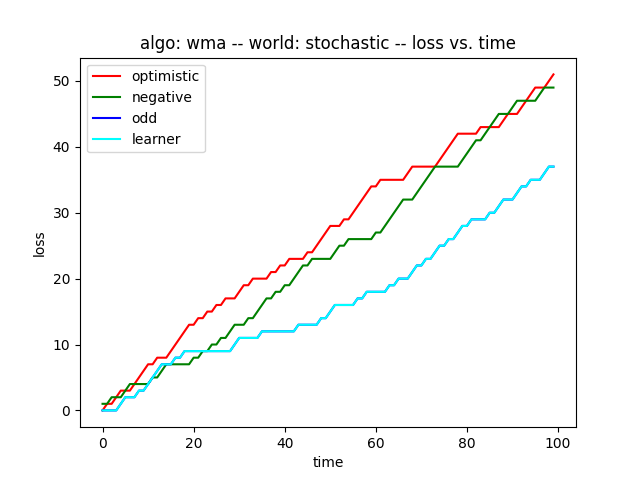 algo: wma -- world: stochastic -- loss vs. time
optimistic
negative
odd
learner
50
40
30
20
10
0
loss
0 20 40 60 80 100
time